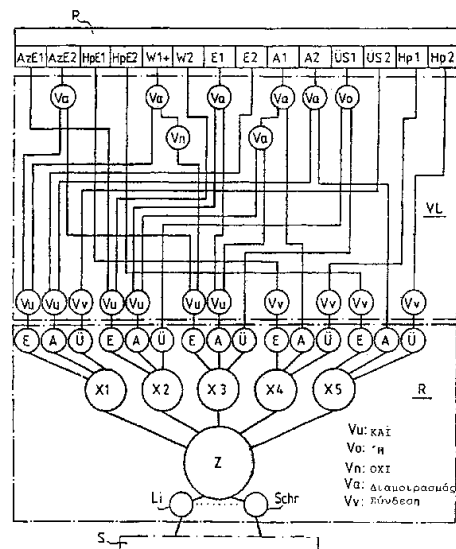 P
AzE1 AzE2 HpE1 HpE2 W1+ W2 E1 E2 A1 A2 ÜS1 ÜS2 Hp1 Hp2
Va Va Va Va Va Vo
Vn Va
VL
Vu Vu Vv Vu Vu Vu Vu Vv Vv Vv Vv
E A Ü E A Ü E A Ü E A Ü E A Ü
X1 X2 X3 X4 X5
R
Z
Vu: ΚΑΙ
Vo: Ή
Vn: ΟΧΙ
Va: Διαμοιρασμός
Vv: Σύνδεση
Li Schr
S